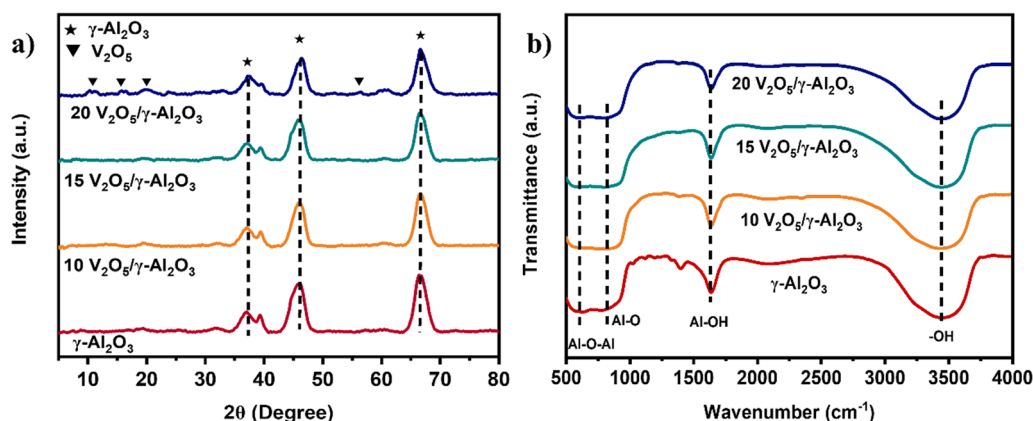 a)
★ γ-Al₂O₃
▼ V₂O₅
20 V₂O₅/γ-Al₂O₃
15 V₂O₅/γ-Al₂O₃
10 V₂O₅/γ-Al₂O₃
γ-Al₂O₃
Intensity (a.u.)
10 20 30 40 50 60 70 80
2θ (Degree)
b)
20 V₂O₅/γ-Al₂O₃
15 V₂O₅/γ-Al₂O₃
10 V₂O₅/γ-Al₂O₃
γ-Al₂O₃
Al-O
Al-OH
-OH
Al-O-Al
Transmittance (a.u.)
500 1000 1500 2000 2500 3000 3500 4000
Wavenumber (cm⁻¹)